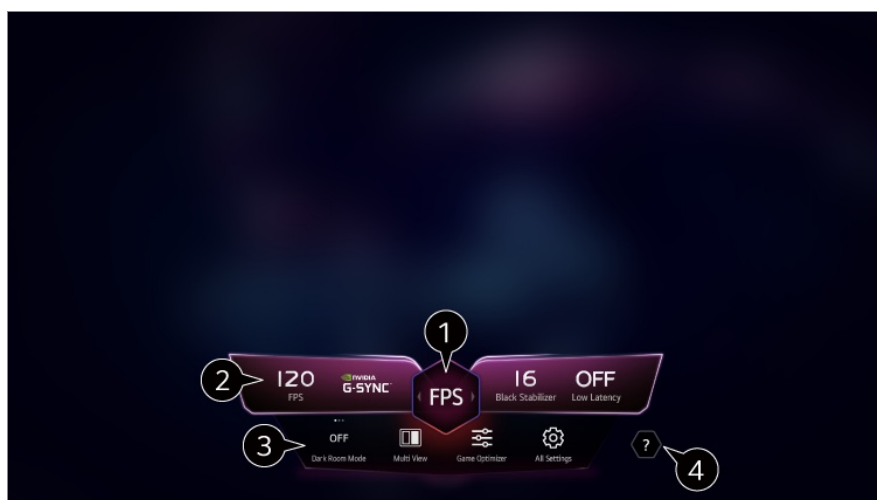 1
2
120
FPS
NVIDIA
G-SYNC
FPS
16
Black Stabilizer
OFF
Low Latency
3
OFF
Dark Room Mode
Multi View
Game Optimizer
All Settings
?
4